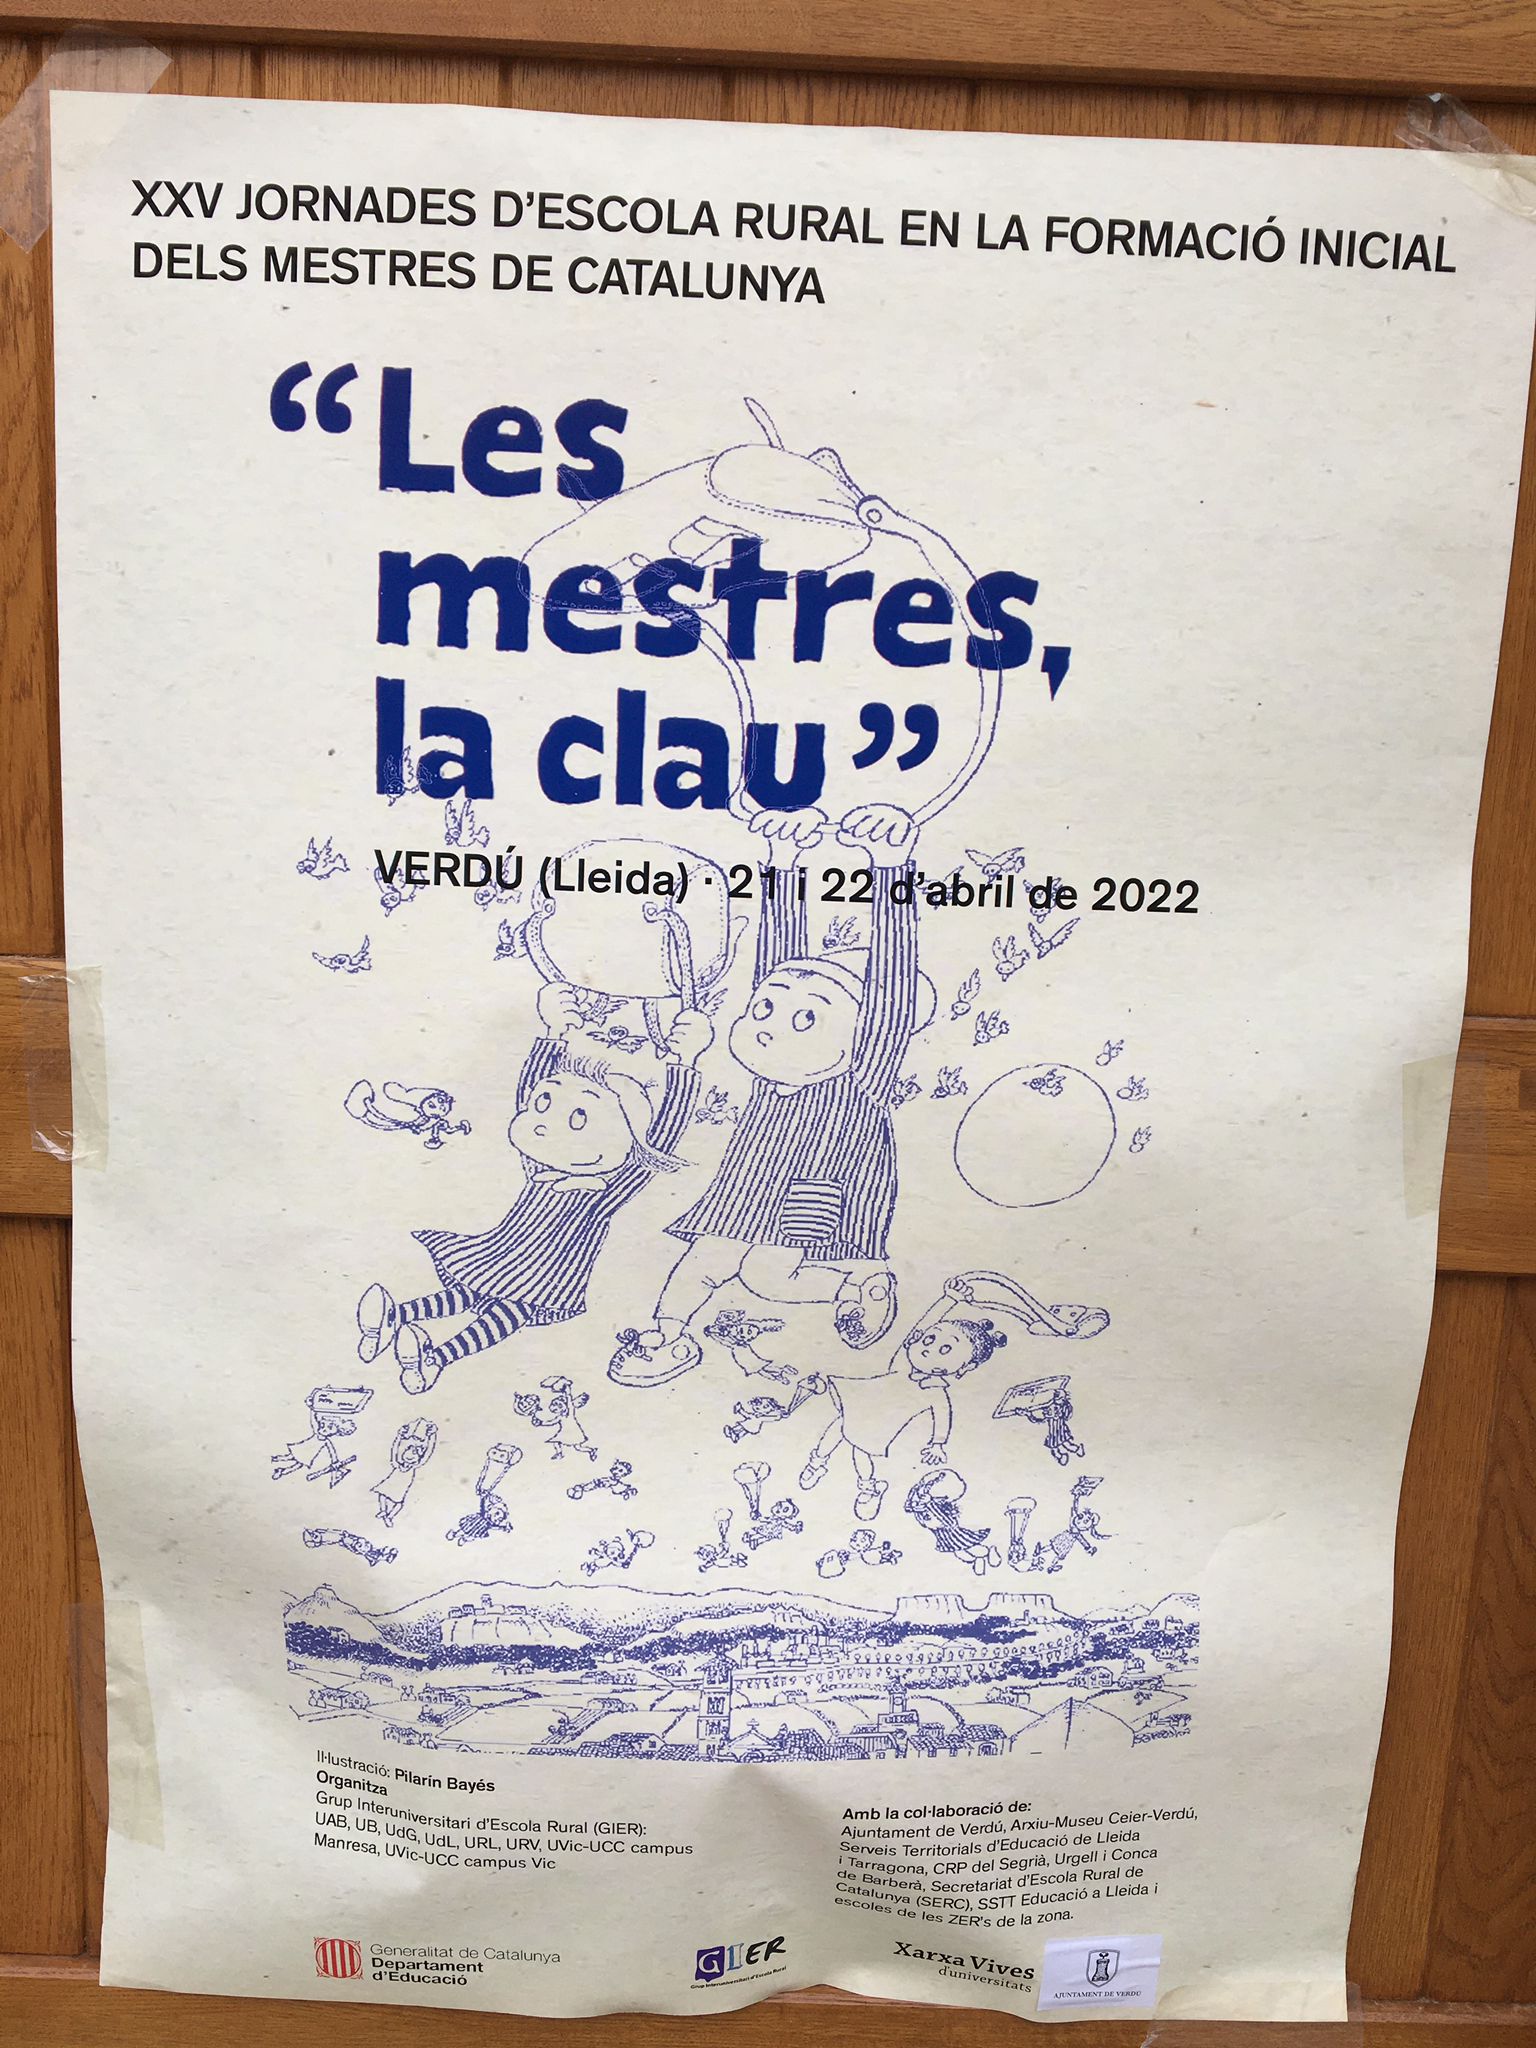 XXV JORNADES D'ESCOLA RURAL EN LA FORMACIÓ INICIAL
DELS MESTRES DE CATALUNYA
“Les
mestres,
la clau”
VERDÚ (Lleida) · 21 i 22 d'abril de 2022
Il·lustració: Pilarín Bayés
Organitza
Grup Interuniversitari d'Escola Rural (GIER):
UAB, UB, UdG, UdL, URL, URV, UVic-UCC campus
Manresa, UVic-UCC campus Vic
Amb la col·laboració de:
Ajuntament de Verdú, Arxiu-Museu Ceier-Verdú,
Serveis Territorials d'Educació de Lleida
i Tarragona, CRP del Segrià, Urgell i Conca
de Barberà, Secretariat d'Escola Rural de
Catalunya (SERC), SSTT Educació a Lleida i
escoles de les ZER's de la zona.
Generalitat de Catalunya
Departament
d'Educació
GIER
Grup Interuniversitari d'Escola Rural
Xarxa Vives
d'universitats
AJUNTAMENT DE VERDÚ